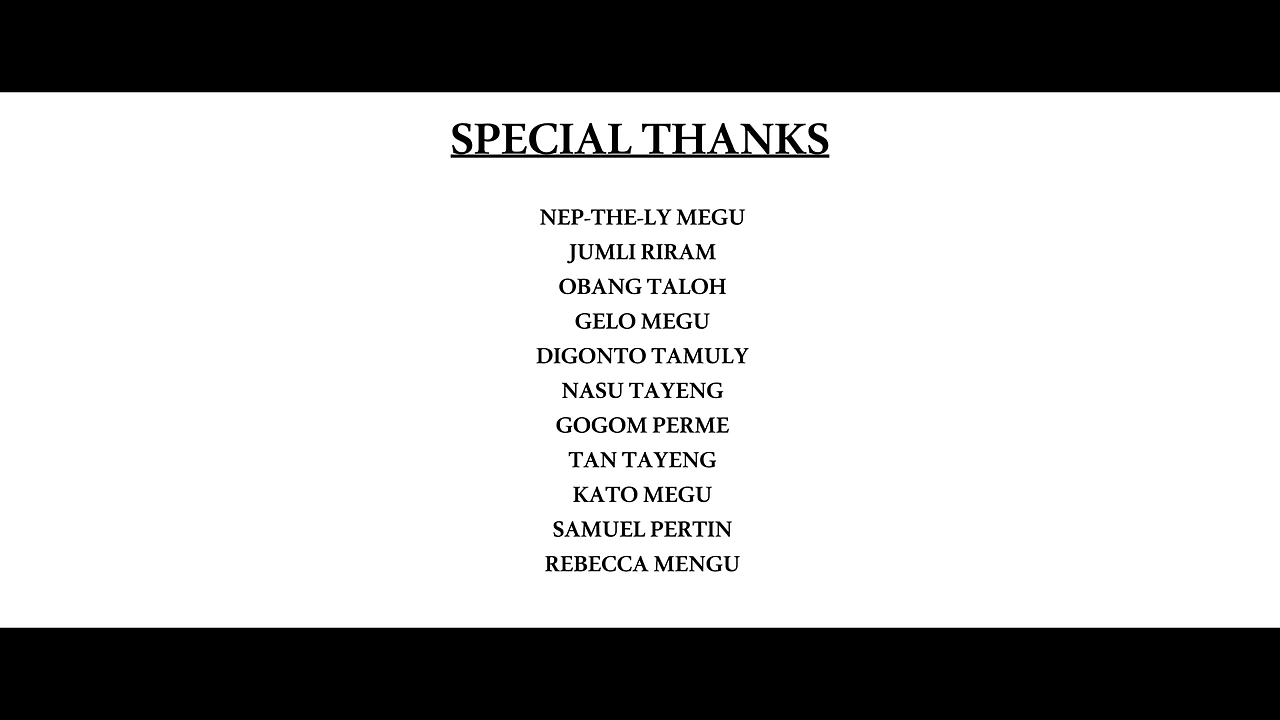 SPECIAL THANKS
NEP-THE-LY MEGU
JUMLI RIRAM
OBANG TALOH
GELO MEGU
DIGONTO TAMULY
NASU TAYENG
GOGOM PERME
TAN TAYENG
KATO MEGU
SAMUEL PERTIN
REBECCA MENGU